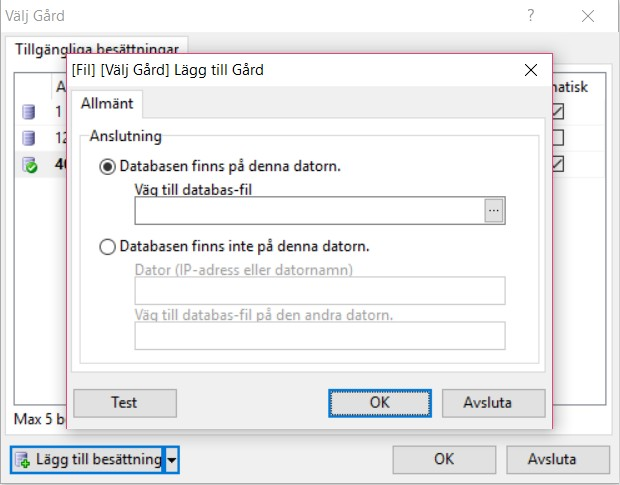 Välj Gård
?
Tillgängliga besättningar
[Fil] [Välj Gård] Lägg till Gård
Allmänt
Anslutning
Databasen finns på denna datorn.
Väg till databas-fil
...
Databasen finns inte på denna datorn.
Dator (IP-adress eller datornamn)
Väg till databas-fil på den andra datorn.
Test
OK
Avsluta
1
12
Max 5
Lägg till besättning
OK
Avsluta